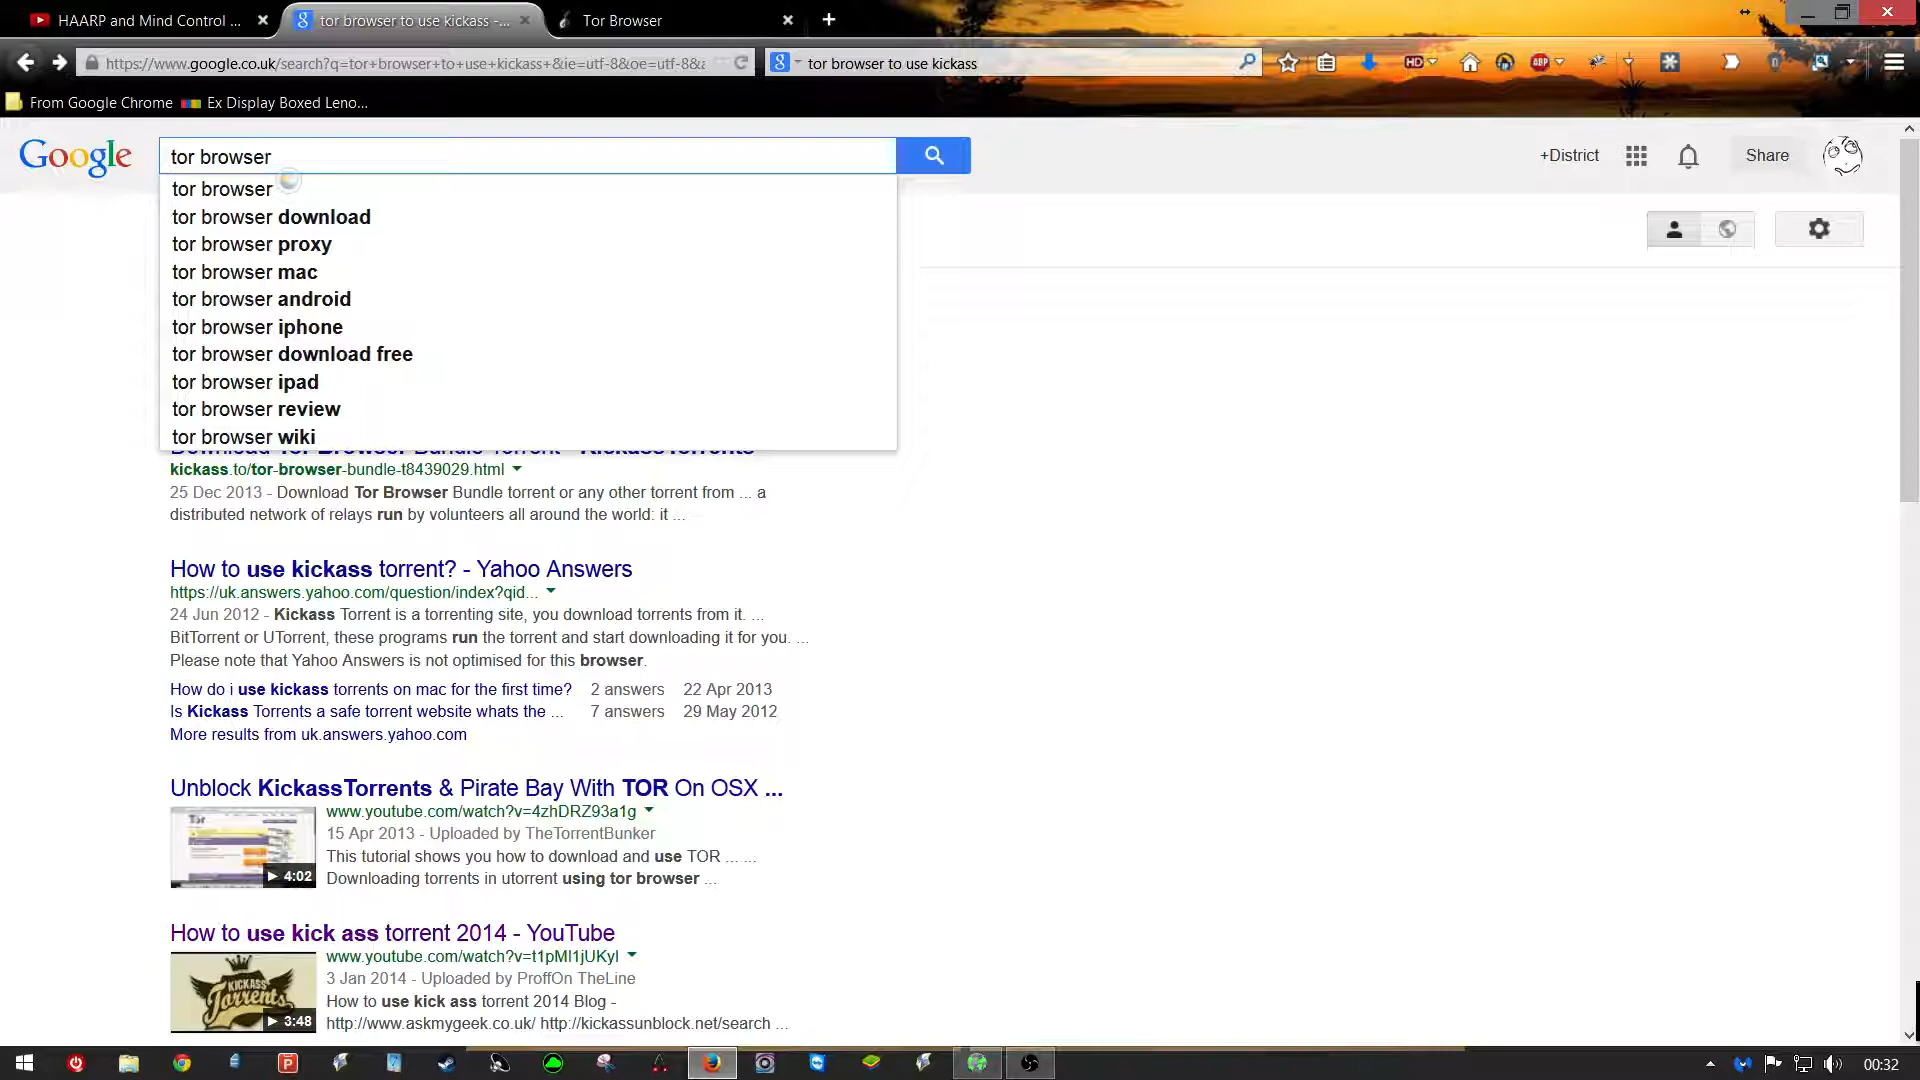 HAARP and Mind Control ...
tor browser to use kickass -...
Tor Browser
https://www.google.co.uk/search?q=tor+browser+to+use+kickass+&ie=utf-8&oe=utf-8&
tor browser to use kickass
HD
ABP
From Google Chrome
Ex Display Boxed Leno...
Google
tor browser
+District
Share
tor browser
tor browser download
tor browser proxy
tor browser mac
tor browser android
tor browser iphone
tor browser download free
tor browser ipad
tor browser review
tor browser wiki
Download Tor Browser Bundle Torrent - KickassTorrents
kickass.to/tor-browser-bundle-t8439029.html
25 Dec 2013 - Download Tor Browser Bundle torrent or any other torrent from ... a
distributed network of relays run by volunteers all around the world: it ...
How to use kickass torrent? - Yahoo Answers
https://uk.answers.yahoo.com/question/index?qid...
24 Jun 2012 - Kickass Torrent is a torrenting site, you download torrents from it. ...
BitTorrent or UTorrent, these programs run the torrent and start downloading it for you. ...
Please note that Yahoo Answers is not optimised for this browser.
How do i use kickass torrents on mac for the first time? 2 answers 22 Apr 2013
Is Kickass Torrents a safe torrent website whats the ... 7 answers 29 May 2012
More results from uk.answers.yahoo.com
Unblock KickassTorrents & Pirate Bay With TOR On OSX ...
www.youtube.com/watch?v=4zhDRZ93a1g
15 Apr 2013 - Uploaded by TheTorrentBunker
This tutorial shows you how to download and use TOR ... ...
Downloading torrents in utorrent using tor browser ...
Tor
4:02
How to use kick ass torrent 2014 - YouTube
www.youtube.com/watch?v=t1pMl1jUKyI
3 Jan 2014 - Uploaded by ProffOn TheLine
How to use kick ass torrent 2014 Blog -
http://www.askmygeek.co.uk/ http://kickassunblock.net/search ...
KICKASS
Torrents
3:48
00:32